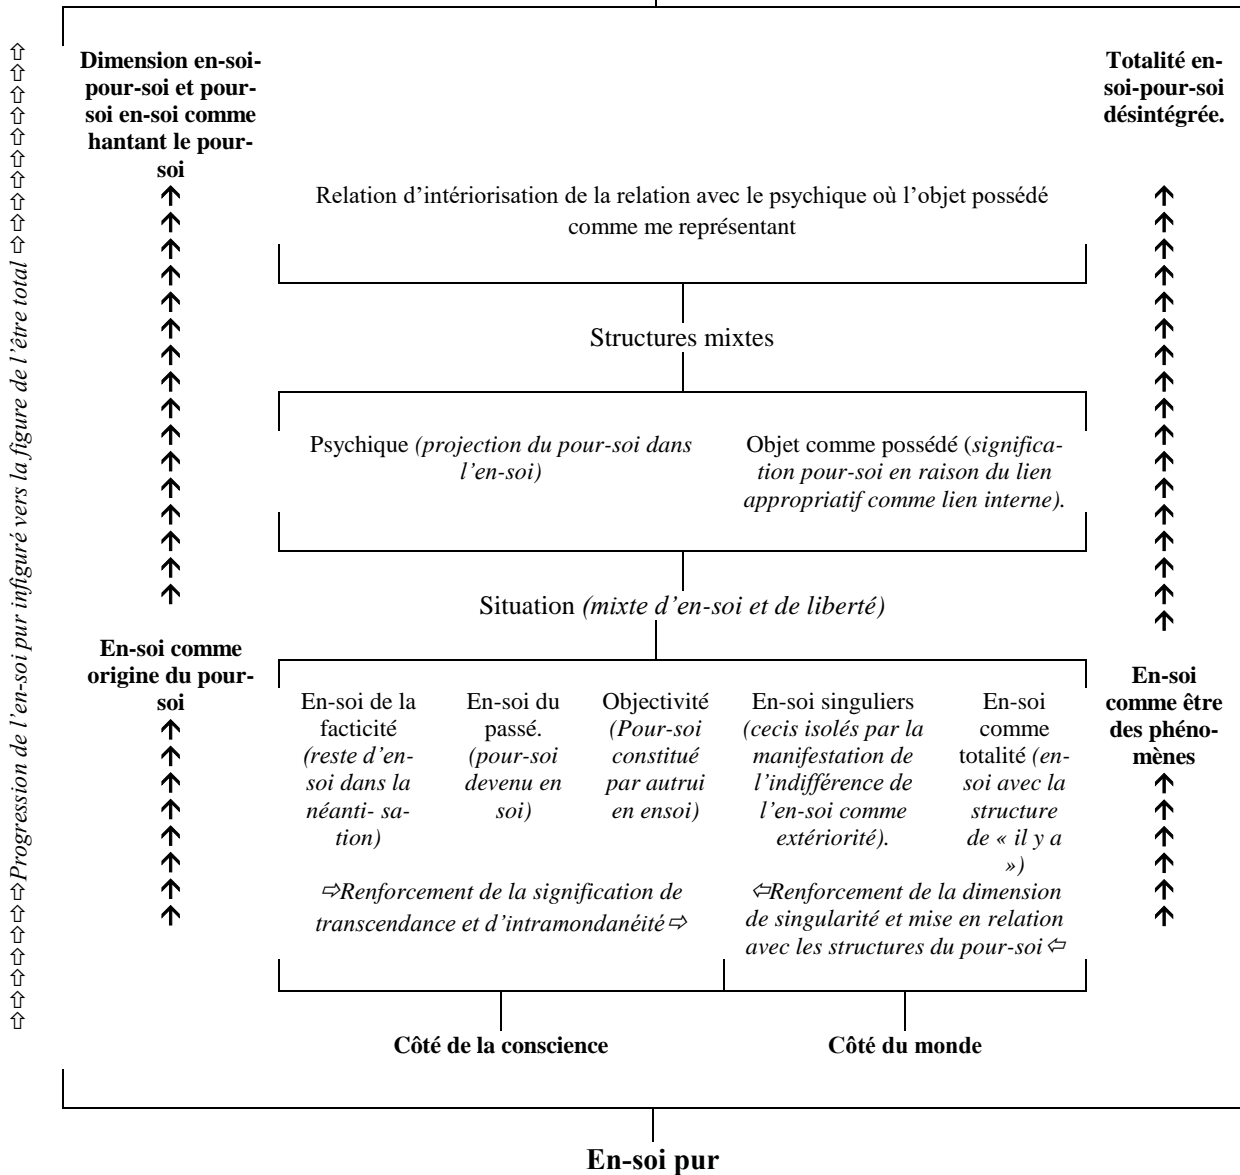 ⇧⇧⇧⇧⇧⇧⇧Progression de l'en-soi pur infiguré vers la figure de l'être total ⇧⇧⇧⇧⇧⇧⇧⇧⇧⇧
Dimension en-soi-
pour-soi et pour-
soi en-soi comme
hantant le pour-
soi
Totalité en-
soi-pour-soi
désintégrée.
Relation d'intériorisation de la relation avec le psychique où l'objet possédé
comme me représentant
Structures mixtes
Psychique (projection du pour-soi dans
l'en-soi)
Objet comme possédé (significa-
tion pour-soi en raison du lien
appropriatif comme lien interne).
Situation (mixte d'en-soi et de liberté)
En-soi comme
origine du pour-
soi
En-soi de la
facticité
(reste d'en-
soi dans la
néanti- sa-
tion)
En-soi du
passé.
(pour-soi
devenu en
soi)
Objectivité
(Pour-soi
constitué
par autrui
en ensoi)
En-soi singuliers
(cecis isolés par la
manifestation de
l'indifférence de
l'en-soi comme
extériorité).
En-soi
comme
totalité (en-
soi avec la
structure
de « il y a
»)
En-soi
comme être
des phéno-
mènes
⇨Renforcement de la signification de
transcendance et d'intramondanéité⇨
⇦Renforcement de la dimension
de singularité et mise en relation
avec les structures du pour-soi⇦
Côté de la conscience
Côté du monde
En-soi pur